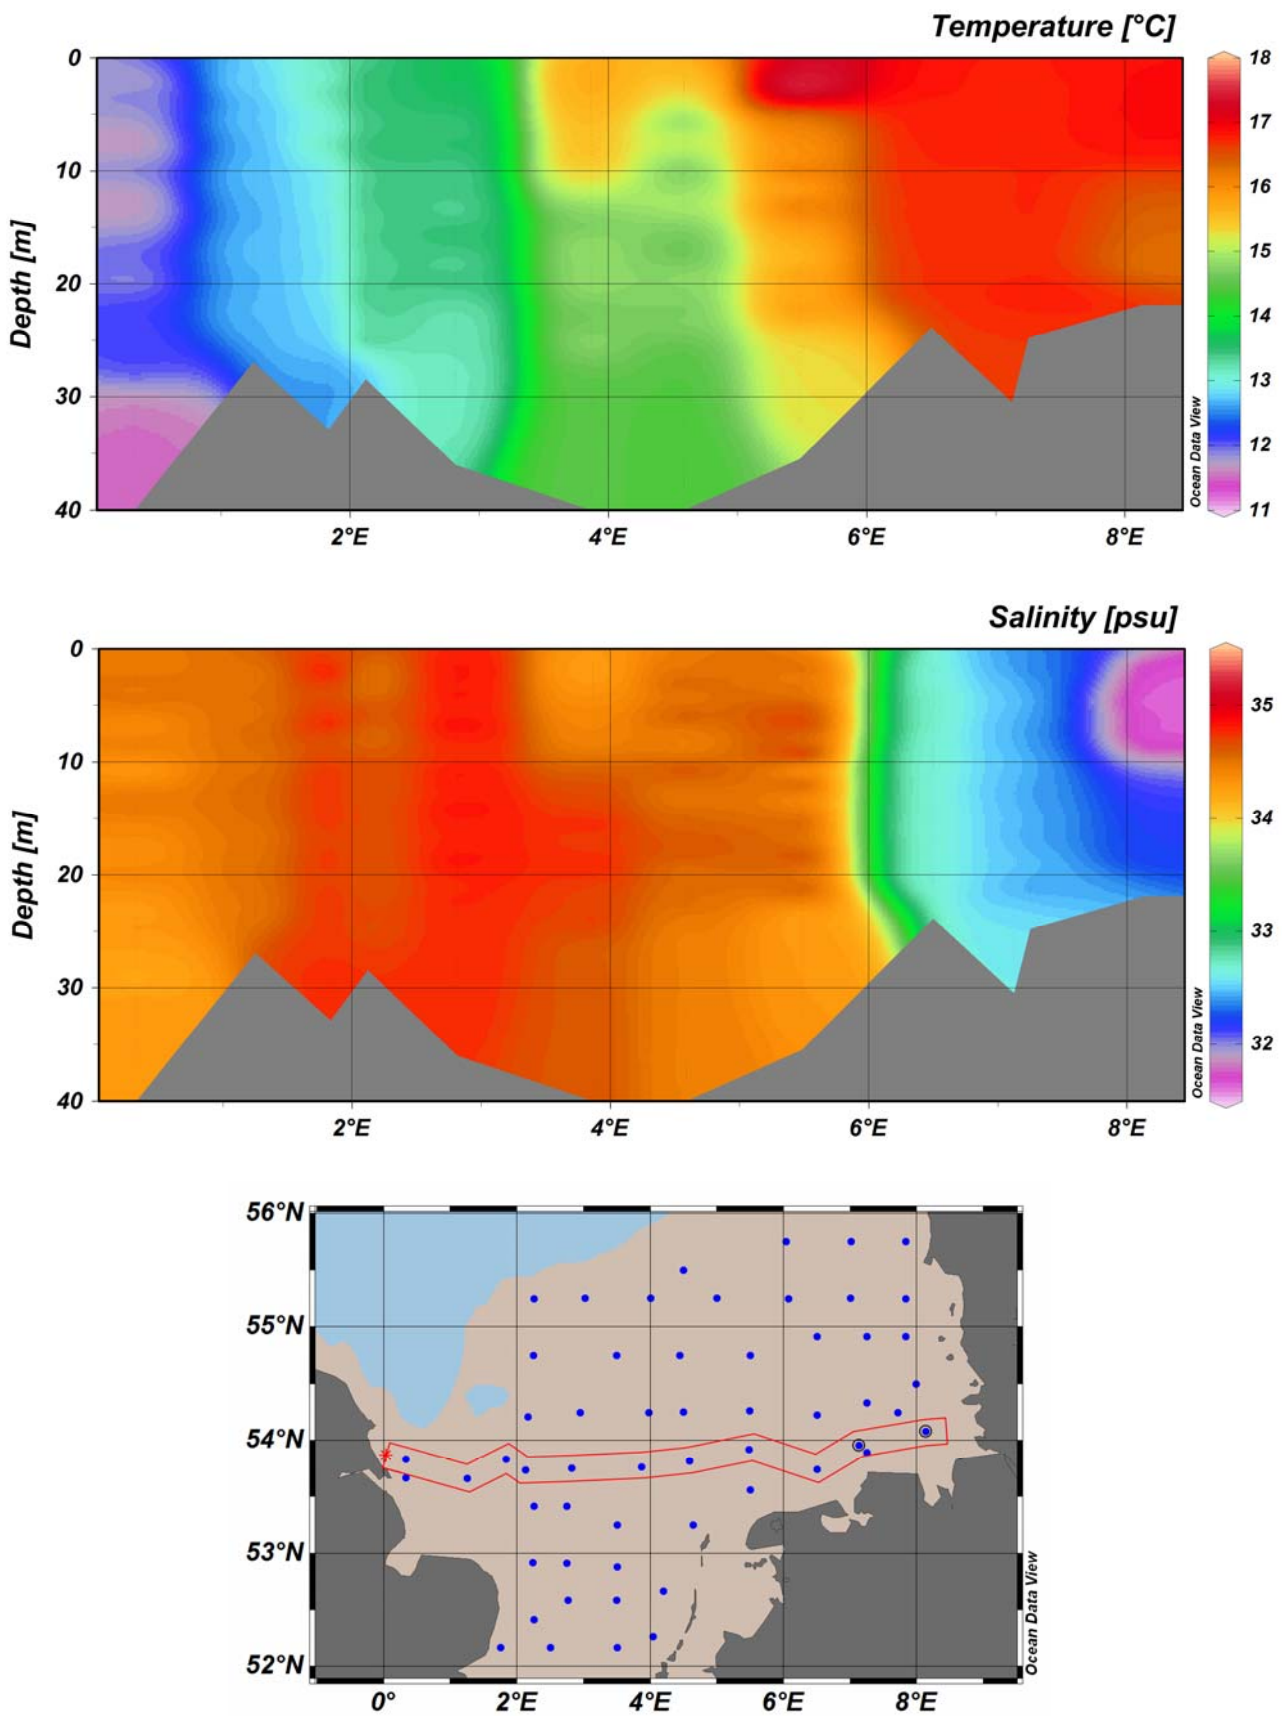 Temperature [°C]
0
10
20
30
40
Depth [m]
2°E
4°E
6°E
8°E
Ocean Data View
18
17
16
15
14
13
12
11
Salinity [psu]
0
10
20
30
40
Depth [m]
2°E
4°E
6°E
8°E
Ocean Data View
35
34
33
32
56°N
55°N
54°N
53°N
52°N
0°
2°E
4°E
6°E
8°E
Ocean Data View